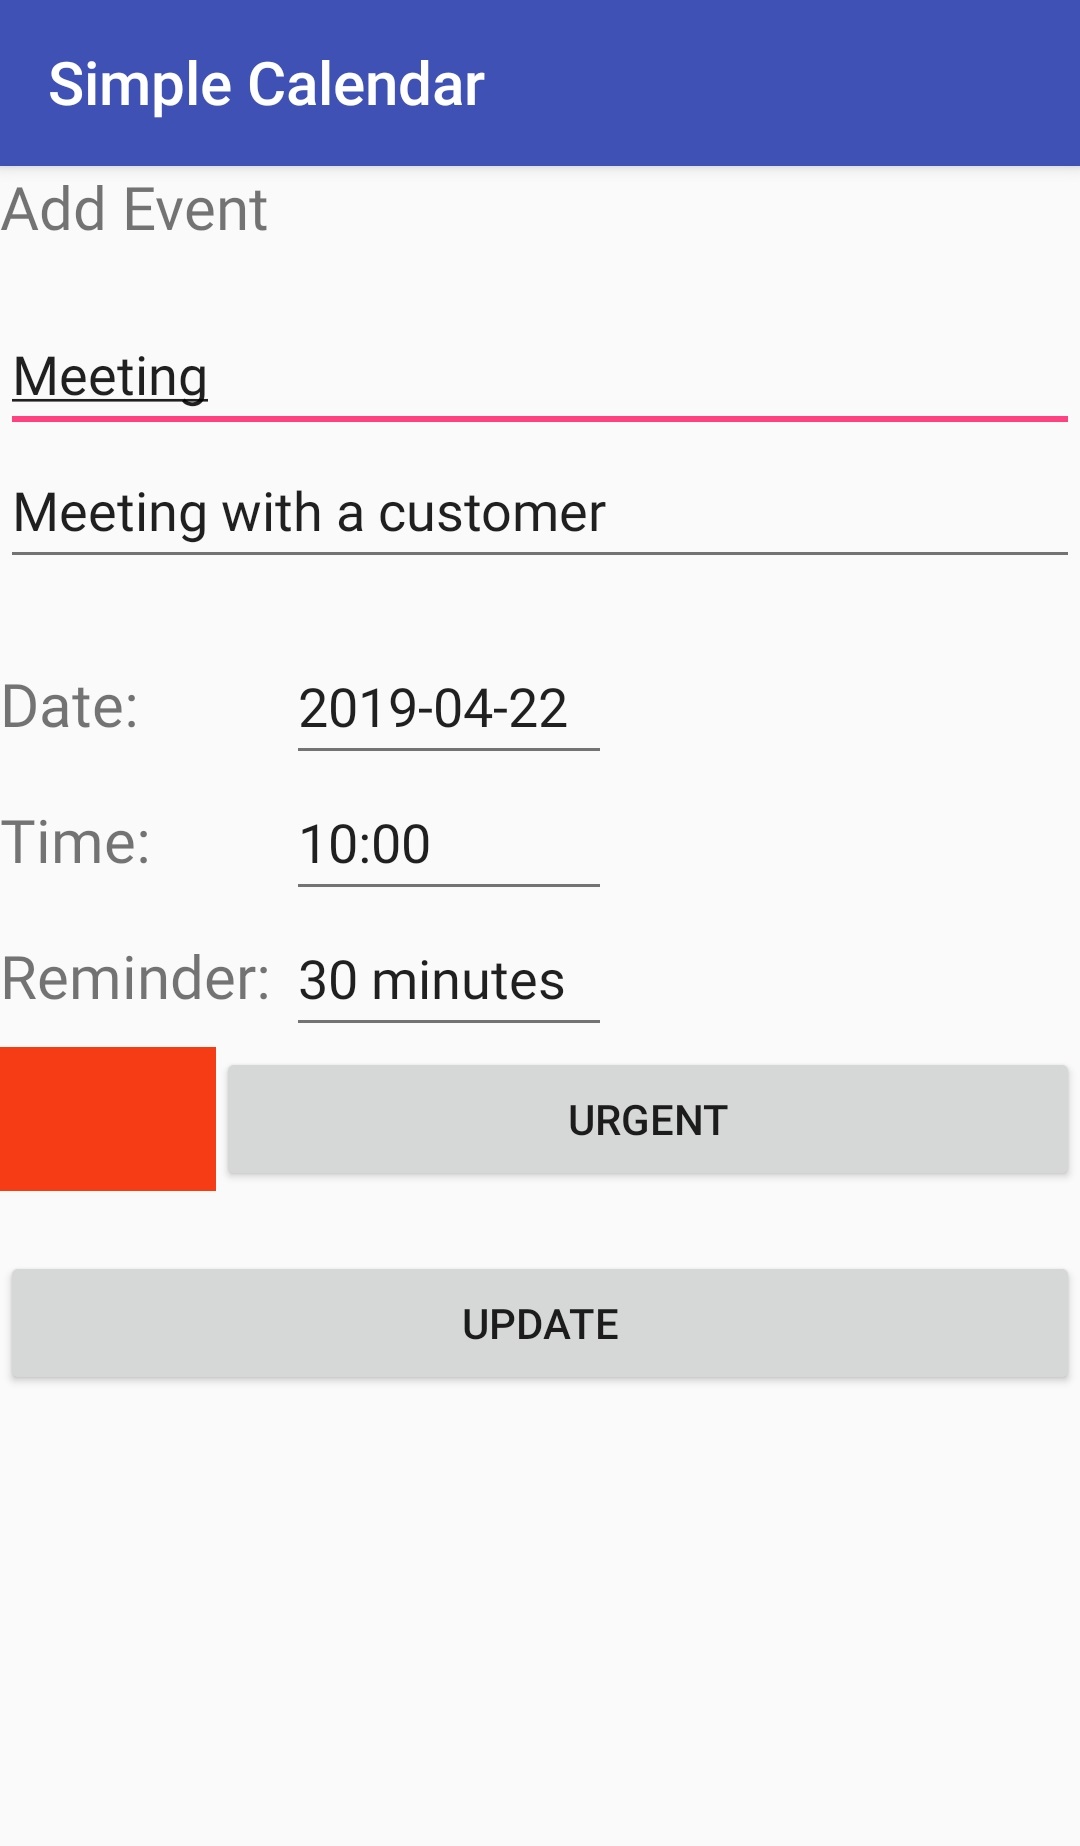 Simple Calendar
Add Event
Meeting
Meeting with a customer
Date: 2019-04-22
Time: 10:00
Reminder: 30 minutes
URGENT
UPDATE